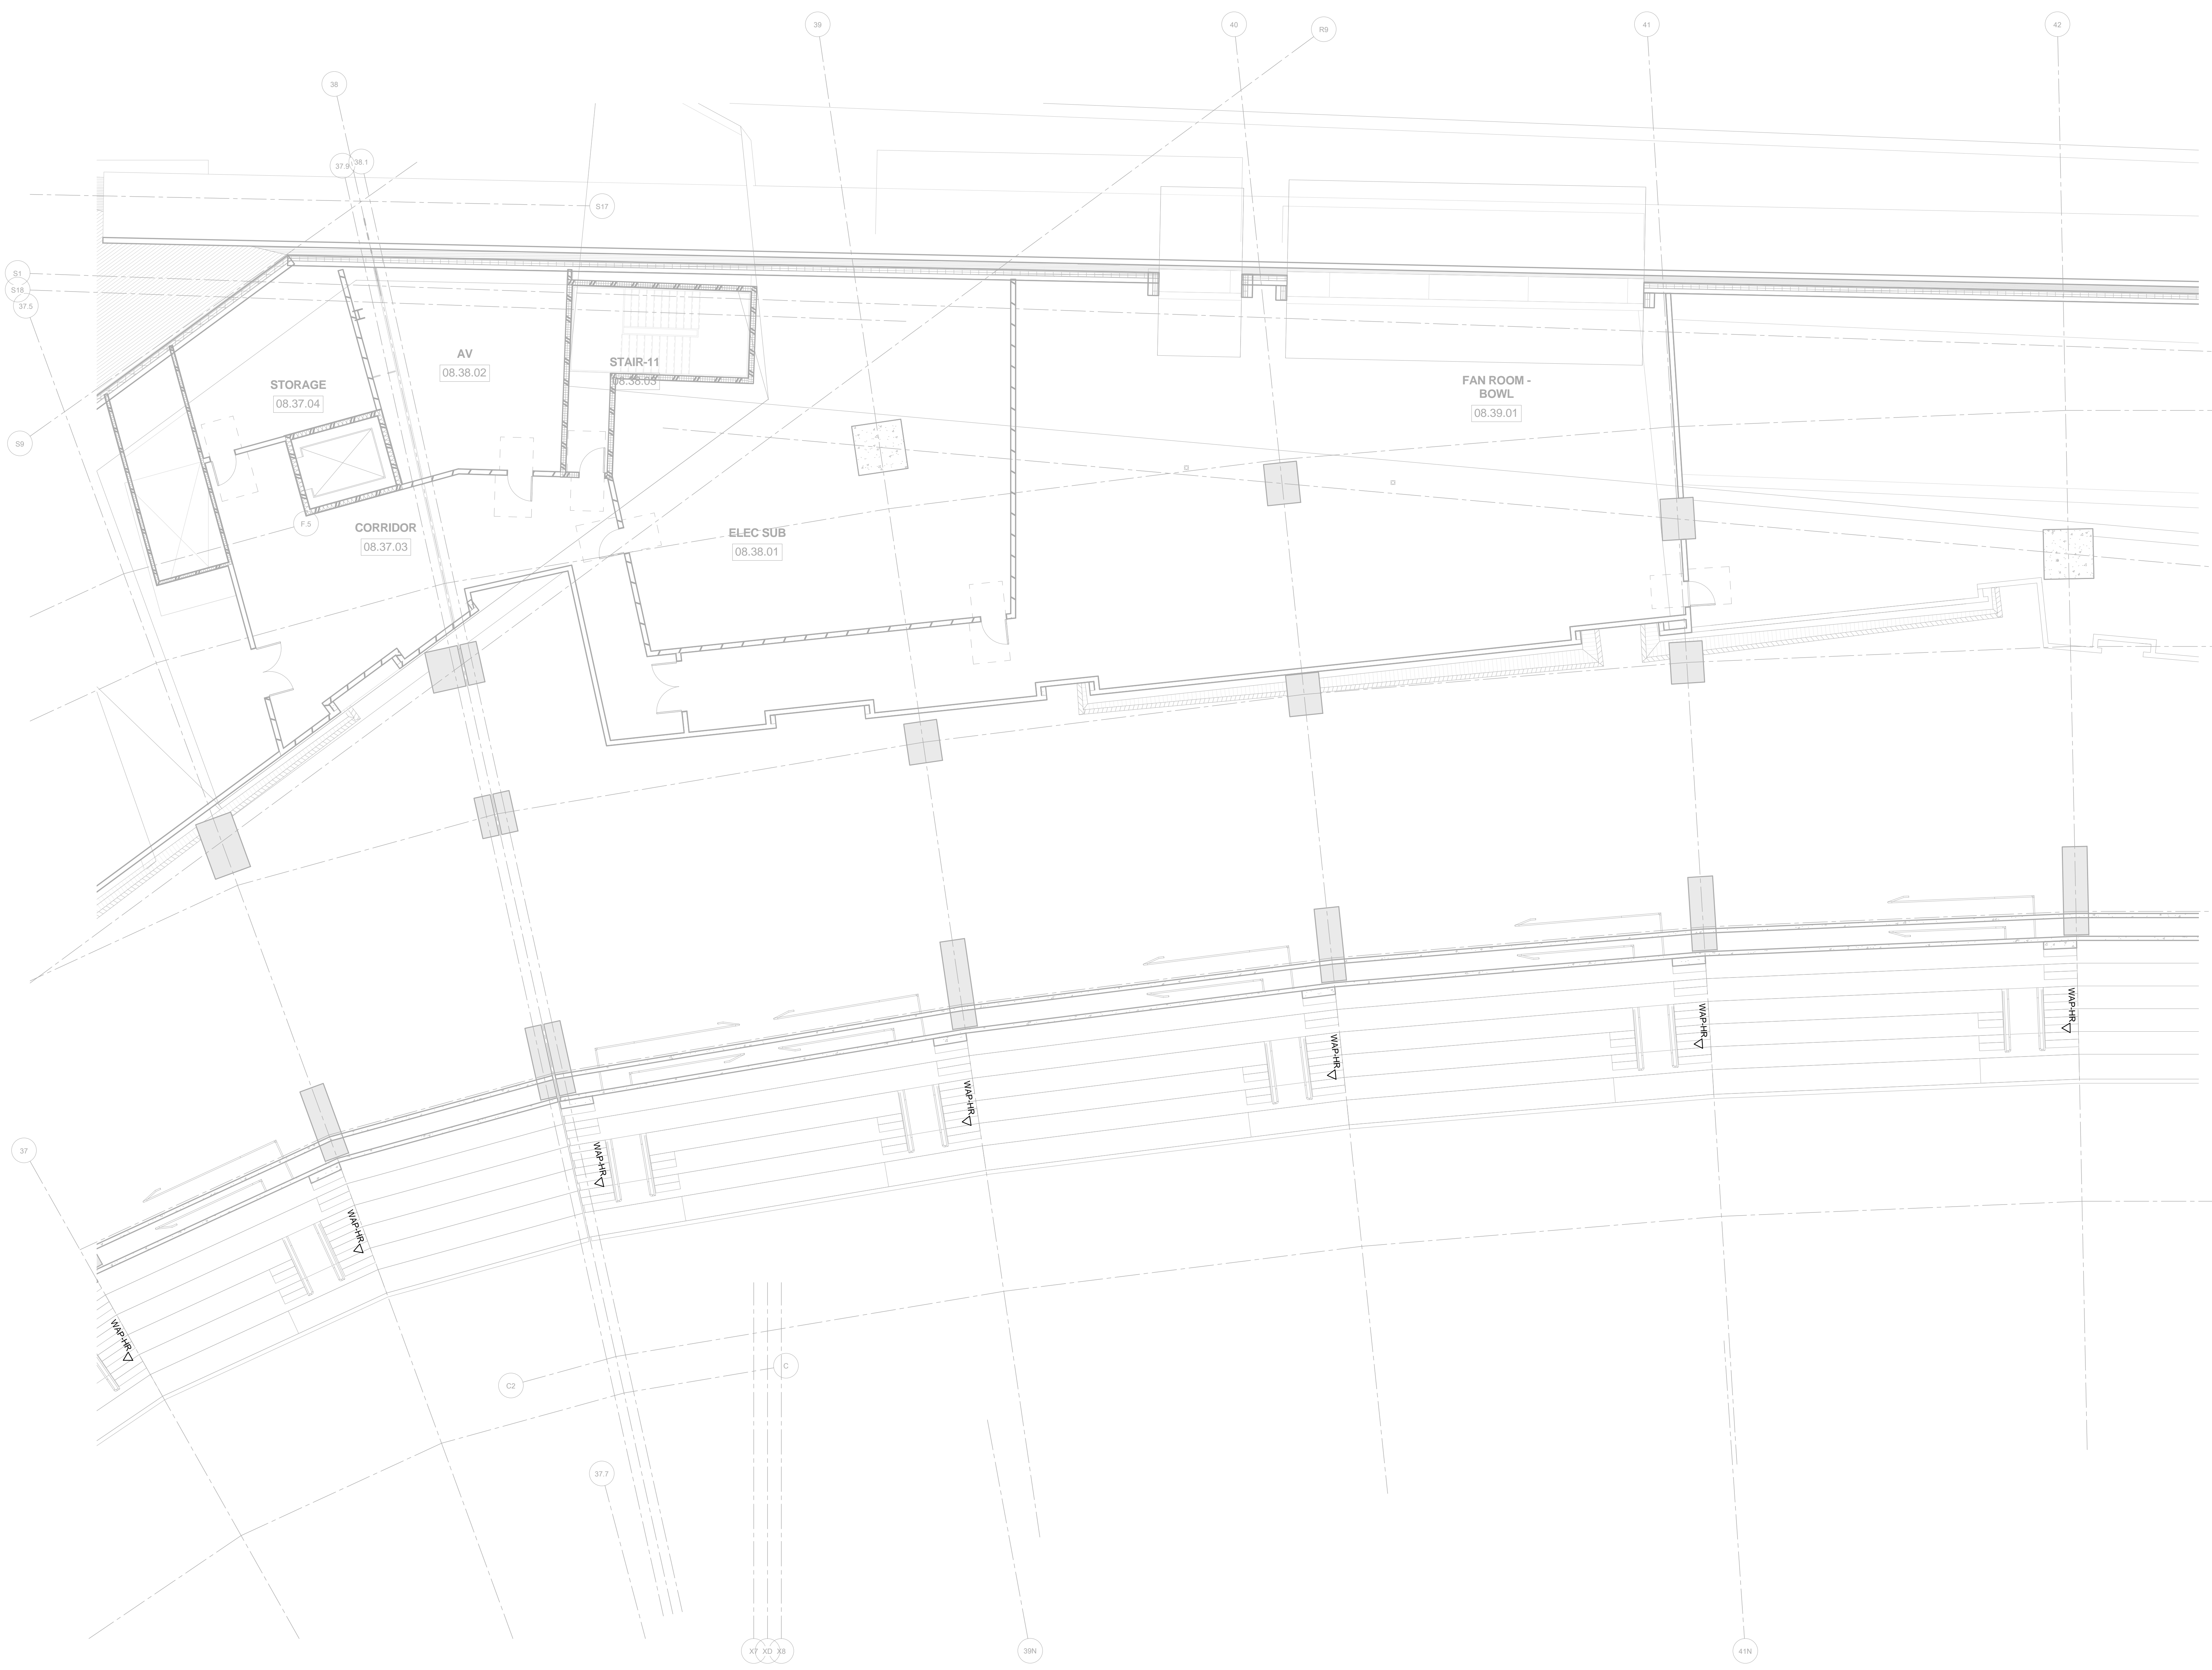 39
40
R9
41
42
38
37.9
38.1
S17
S1
S18
37.5
AV
08.38.02
STAIR-11
08.38.03
STORAGE
08.37.04
FAN ROOM -
BOWL
08.39.01
S9
F.5
CORRIDOR
08.37.03
ELEC SUB
08.38.01
WAP-HR
WAP-HR
WAP-HR
WAP-HR
WAP-HR
WAP-HR
WAP-HR
37
C
C2
37.7
X7
XD
X8
39N
41N